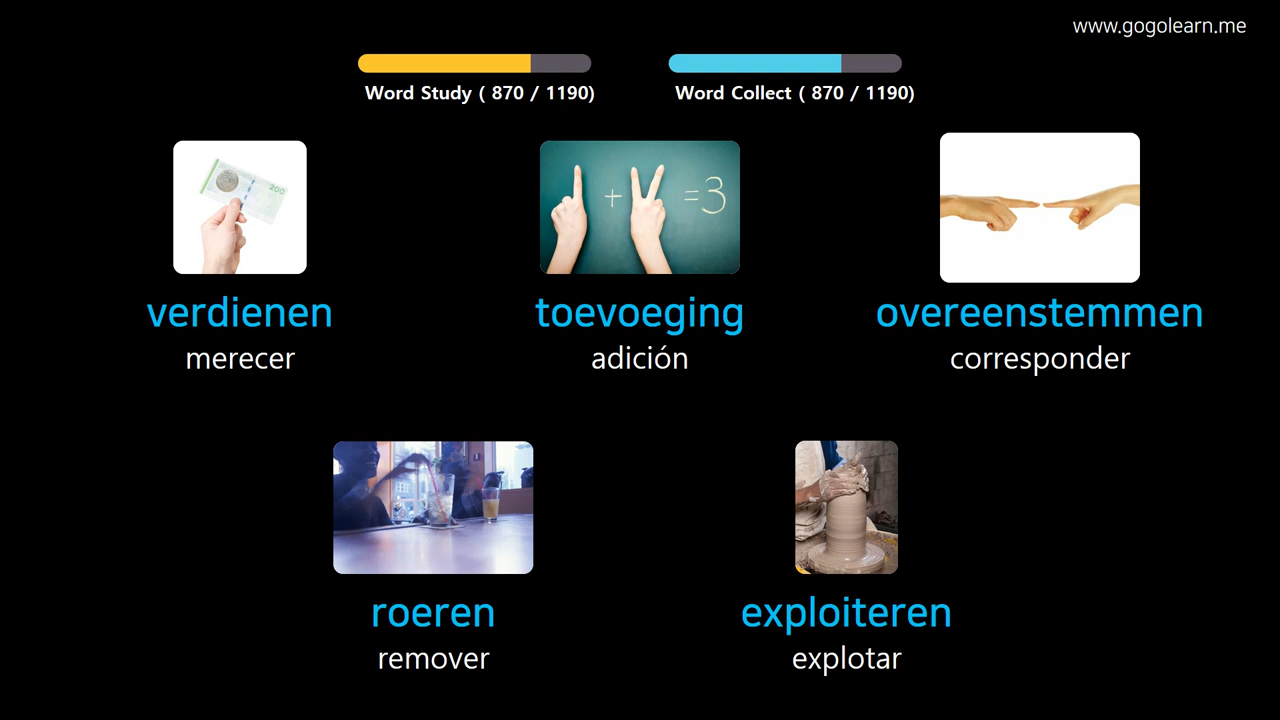 www.gogolearn.me
Word Study ( 870 / 1190)
Word Collect ( 870 / 1190)
200
+ =3
verdienen
toevoeging
overeenstemmen
merecer
adición
corresponder
roeren
exploiteren
remover
explotar